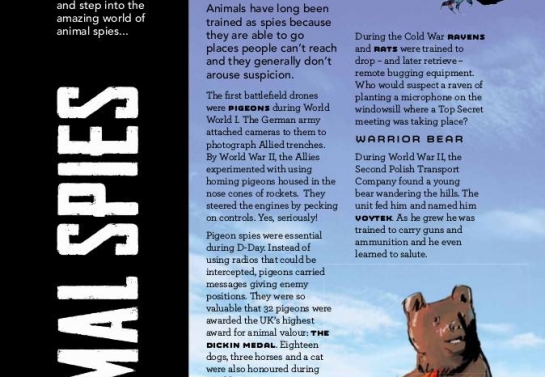 and step into the
amazing world of
animal spies...
MAL SPIES
Animals have long been
trained as spies because
they are able to go
places people can't reach
and they generally don't
arouse suspicion.
The first battlefield drones
were PIGEONS during World
World I. The German army
attached cameras to them to
photograph Allied trenches.
By World War II, the Allies
experimented with using
homing pigeons housed in the
nose cones of rockets. They
steered the engines by pecking
on controls. Yes, seriously!
Pigeon spies were essential
during D-Day. Instead of
using radios that could be
intercepted, pigeons carried
messages giving enemy
positions. They were so
valuable that 32 pigeons were
awarded the UK's highest
award for animal valour: THE
DICKIN MEDAL. Eighteen
dogs, three horses and a cat
were also honoured during
During the Cold War RAVENS
and RATS were trained to
drop – and later retrieve –
remote bugging equipment.
Who would suspect a raven of
planting a microphone on the
windowsill where a Top Secret
meeting was taking place?
WARRIOR BEAR
During World War II, the
Second Polish Transport
Company found a young
bear wandering the hills. The
unit fed him and named him
VOYTEK. As he grew he was
trained to carry guns and
ammunition and he even
learned to salute.